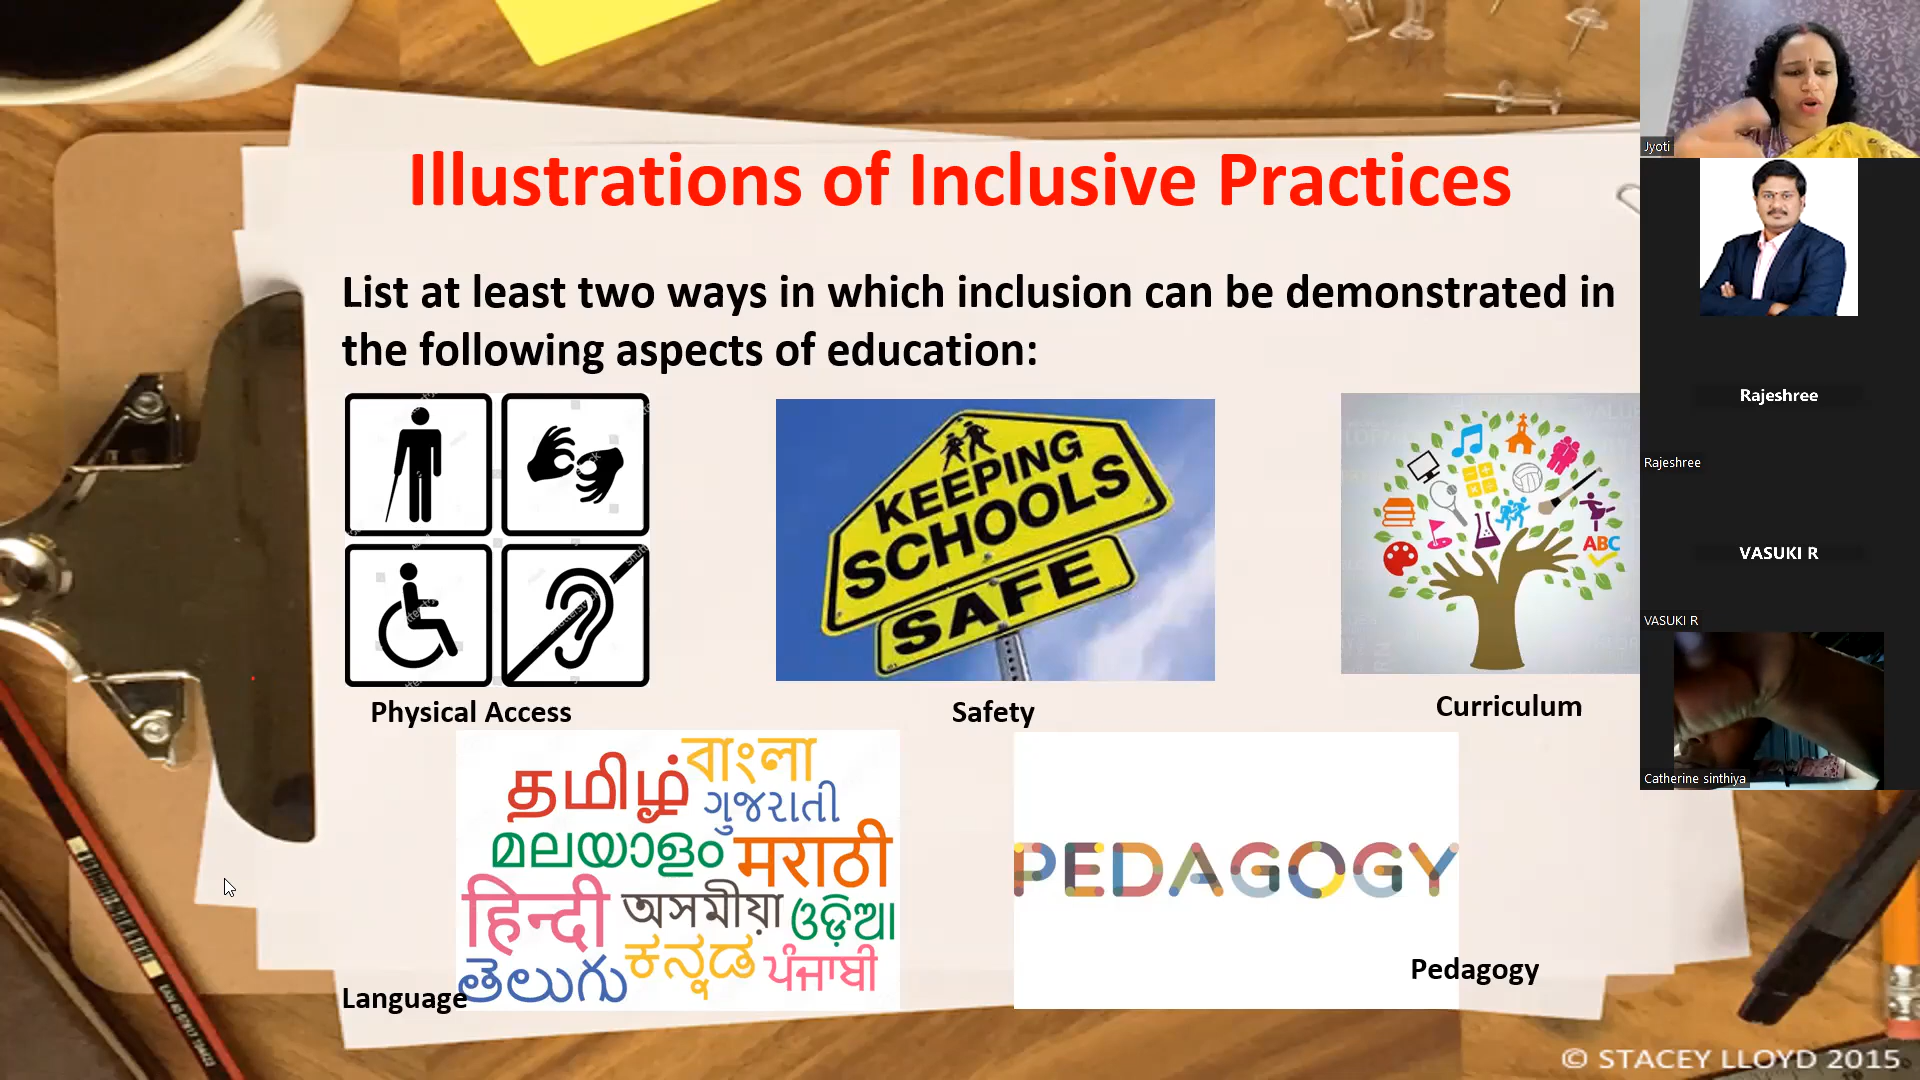 Illustrations of Inclusive Practices
List at least two ways in which inclusion can be demonstrated in
the following aspects of education:
KEEPING
SCHOOLS
SAFE
ABC
Physical Access
Safety
Curriculum
தமிழ்
বাংলা
ગુજરાતી
മലയാളം
मराठी
हिन्दी
অসমীয়া
ଓଡ଼ିଆ
తెలుగు
ಕನ್ನಡ
ਪੰਜਾਬੀ
Language
PEDAGOGY
Pedagogy
© STACEY LLOYD 2015
Jyoti
Rajeshree
Rajeshree
VASUKI R
VASUKI R
Catherine sinthiya